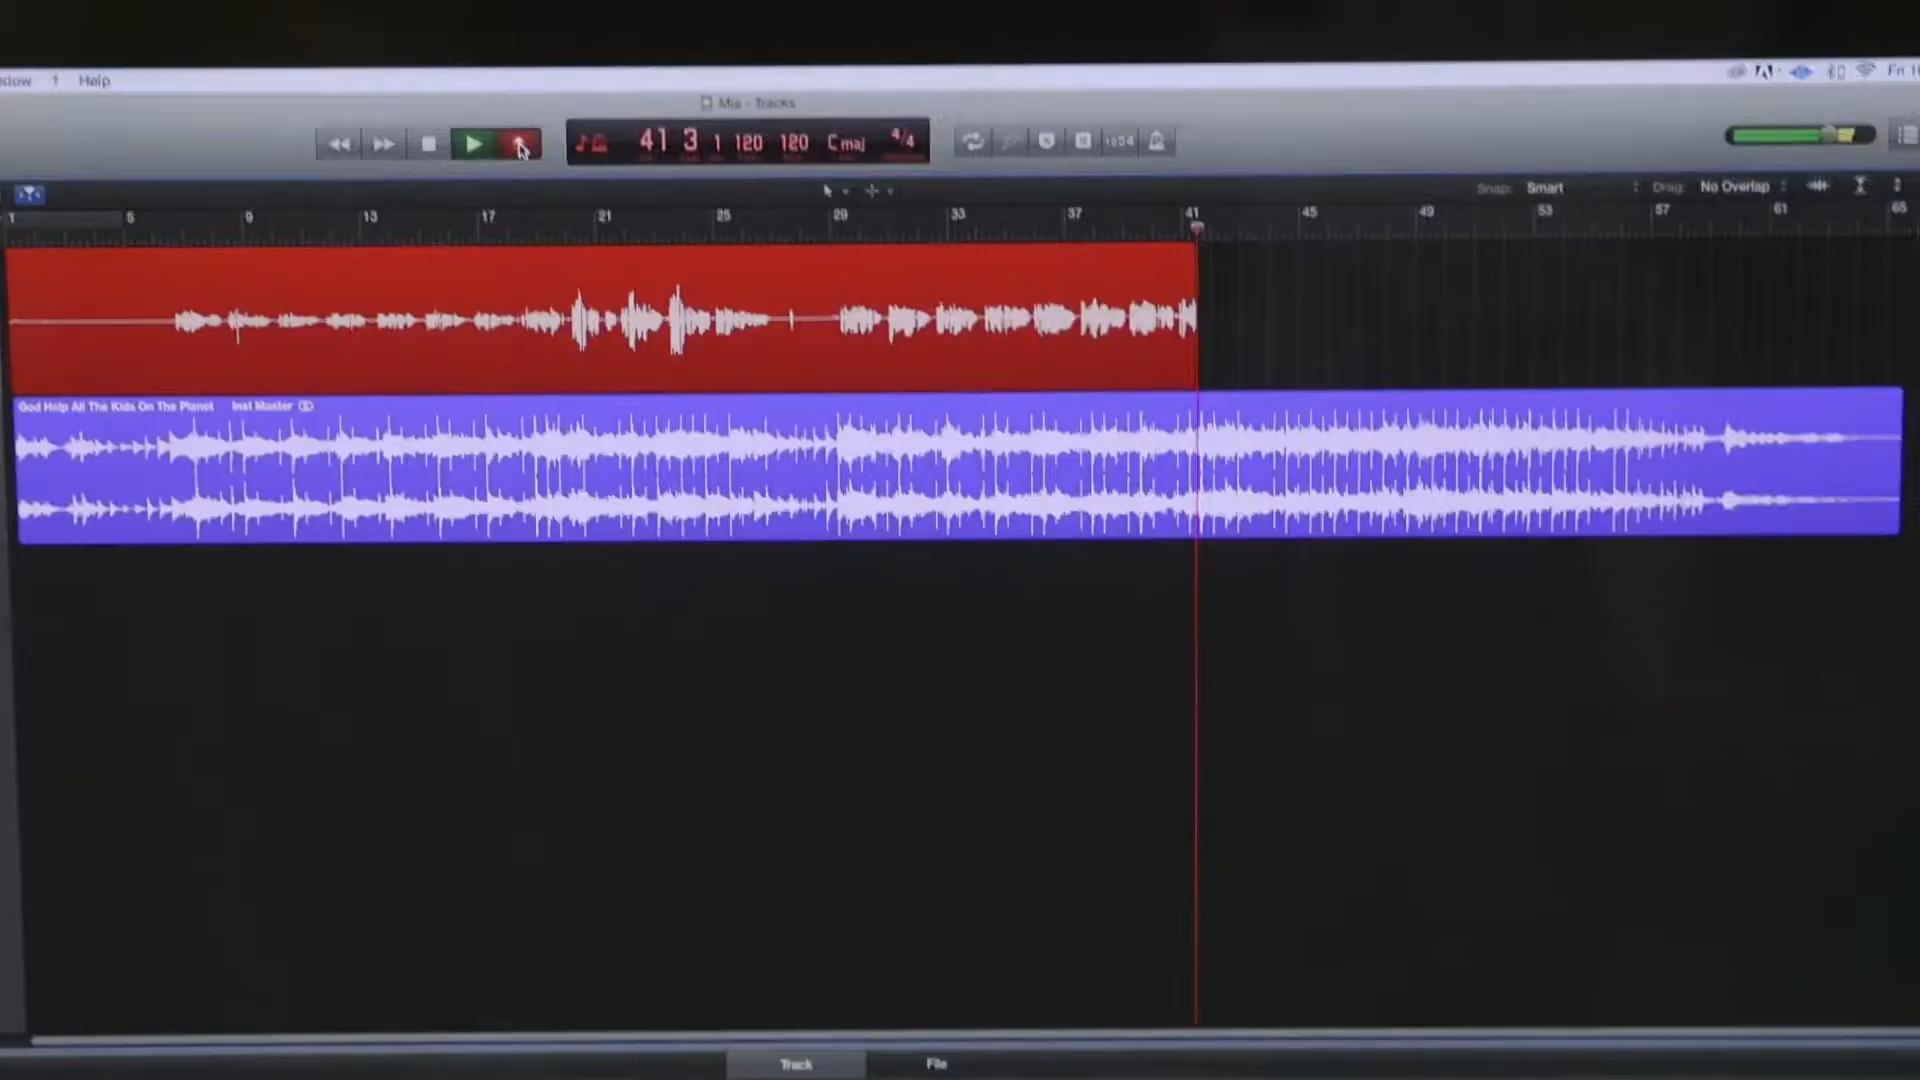 Help
Fri
Mix - Tracks
41 3 1 120 120 C maj 4/4
1234
Snap: Smart Drag: No Overlap
1 5 9 13 17 21 25 29 33 37 41 45 49 53 57 61 65
God Help All The Kids On The Planet Inst Master
Track File